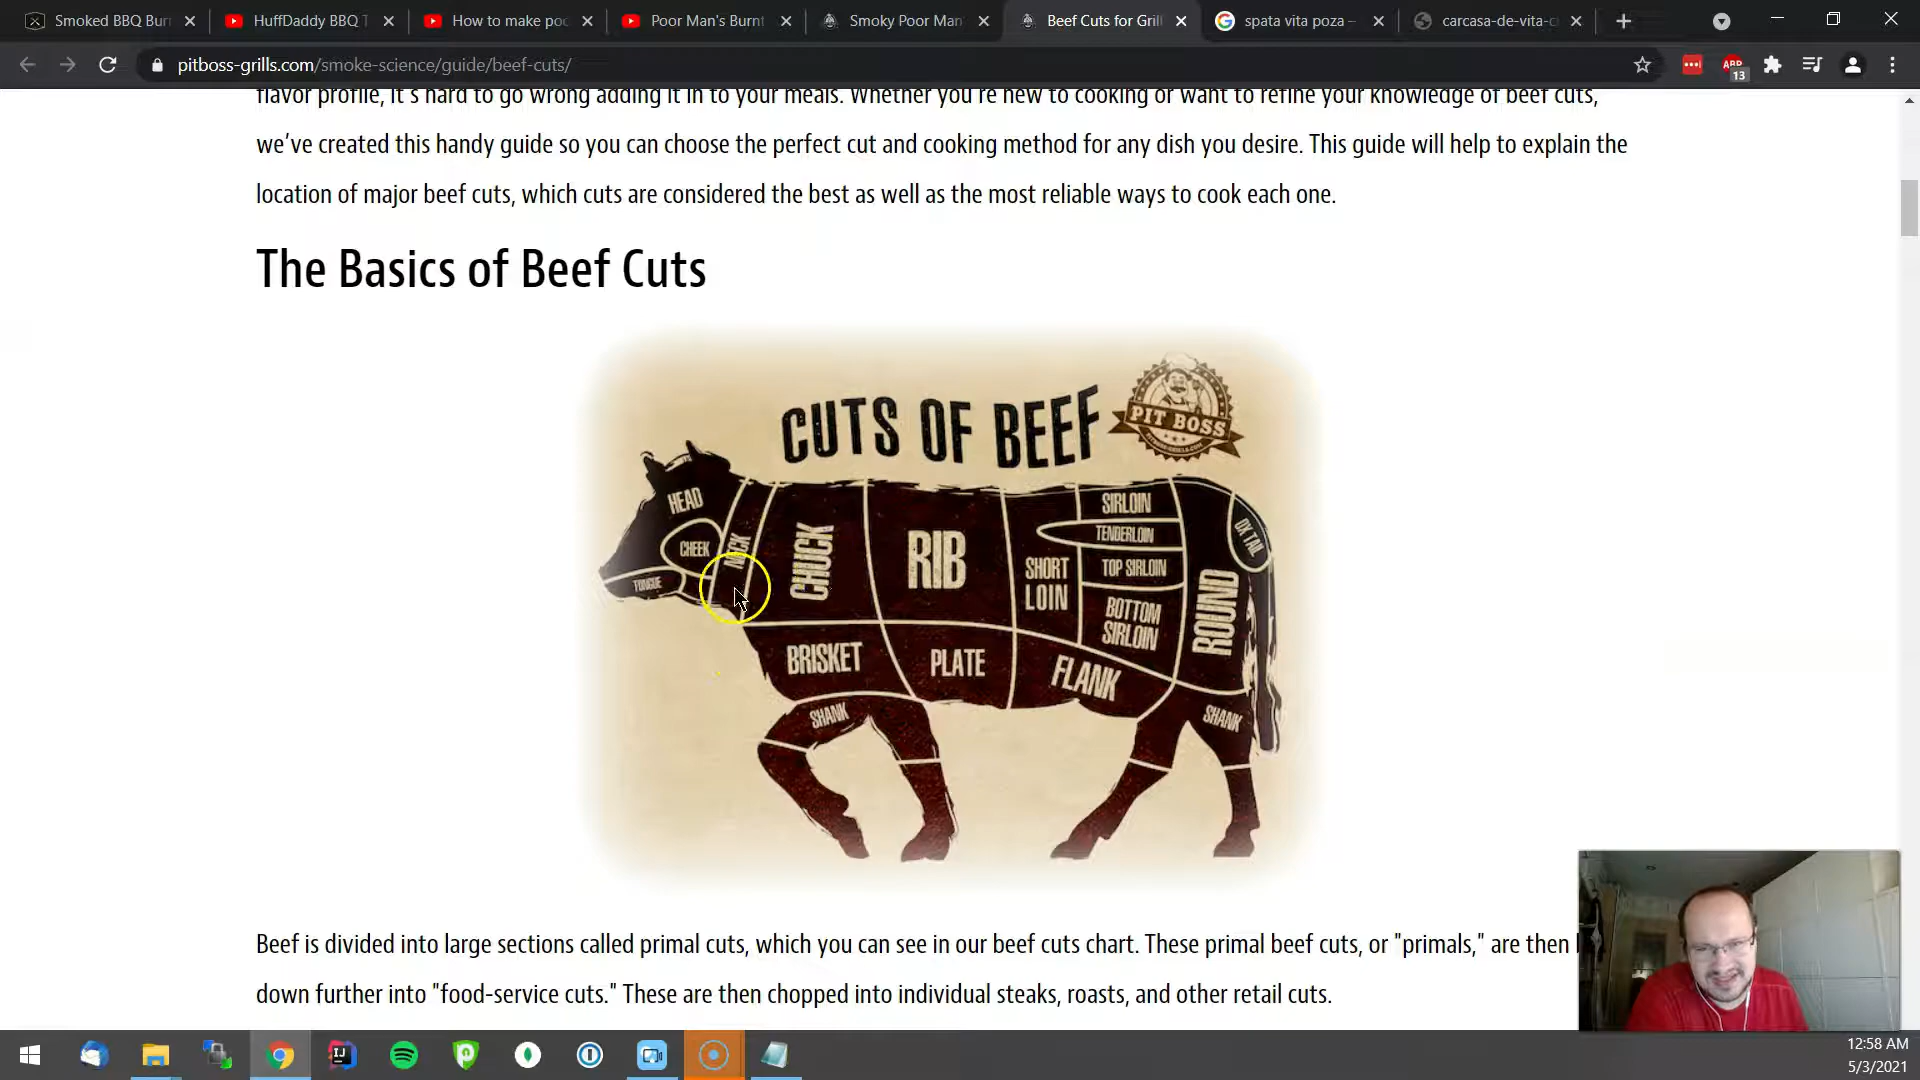 Smoked BBQ Bur
HuffDaddy BBQ T
How to make poo
Poor Man's Burnt
Smoky Poor Man'
Beef Cuts for Grill
spata vita poza –
carcasa-de-vita-c
pitboss-grills.com/smoke-science/guide/beef-cuts/
ABP
13
flavor profile, it's hard to go wrong adding it in to your meals. Whether you're new to cooking or want to refine your knowledge of beef cuts,
we've created this handy guide so you can choose the perfect cut and cooking method for any dish you desire. This guide will help to explain the
location of major beef cuts, which cuts are considered the best as well as the most reliable ways to cook each one.
The Basics of Beef Cuts
CUTS OF BEEF
PIT BOSS
HEAD
CHEEK
TONGUE
NECK
CHUCK
RIB
SHORT
LOIN
SIRLOIN
TENDERLOIN
TOP SIRLOIN
BOTTOM
SIRLOIN
ROUND
OX TAIL
BRISKET
PLATE
FLANK
SHANK
SHANK
Beef is divided into large sections called primal cuts, which you can see in our beef cuts chart. These primal beef cuts, or "primals," are then
down further into "food-service cuts." These are then chopped into individual steaks, roasts, and other retail cuts.
IJ
12:58 AM
5/3/2021